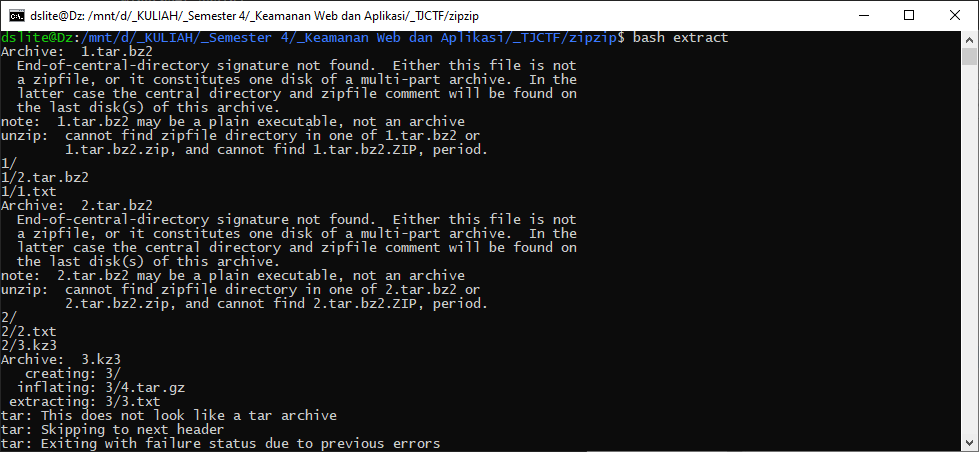 dslite@Dz: /mnt/d/_KULIAH/_Semester 4/_Keamanan Web dan Aplikasi/_TJCTF/zipzip
dslite@Dz:/mnt/d/_KULIAH/_Semester 4/_Keamanan Web dan Aplikasi/_TJCTF/zipzip$ bash extract
Archive:  1.tar.bz2
  End-of-central-directory signature not found.  Either this file is not
  a zipfile, or it constitutes one disk of a multi-part archive.  In the
  latter case the central directory and zipfile comment will be found on
  the last disk(s) of this archive.
note:  1.tar.bz2 may be a plain executable, not an archive
unzip:  cannot find zipfile directory in one of 1.tar.bz2 or
        1.tar.bz2.zip, and cannot find 1.tar.bz2.ZIP, period.
1/
1/2.tar.bz2
1/1.txt
Archive:  2.tar.bz2
  End-of-central-directory signature not found.  Either this file is not
  a zipfile, or it constitutes one disk of a multi-part archive.  In the
  latter case the central directory and zipfile comment will be found on
  the last disk(s) of this archive.
note:  2.tar.bz2 may be a plain executable, not an archive
unzip:  cannot find zipfile directory in one of 2.tar.bz2 or
        2.tar.bz2.zip, and cannot find 2.tar.bz2.ZIP, period.
2/
2/2.txt
2/3.kz3
Archive:  3.kz3
   creating: 3/
  inflating: 3/4.tar.gz
 extracting: 3/3.txt
tar: This does not look like a tar archive
tar: Skipping to next header
tar: Exiting with failure status due to previous errors